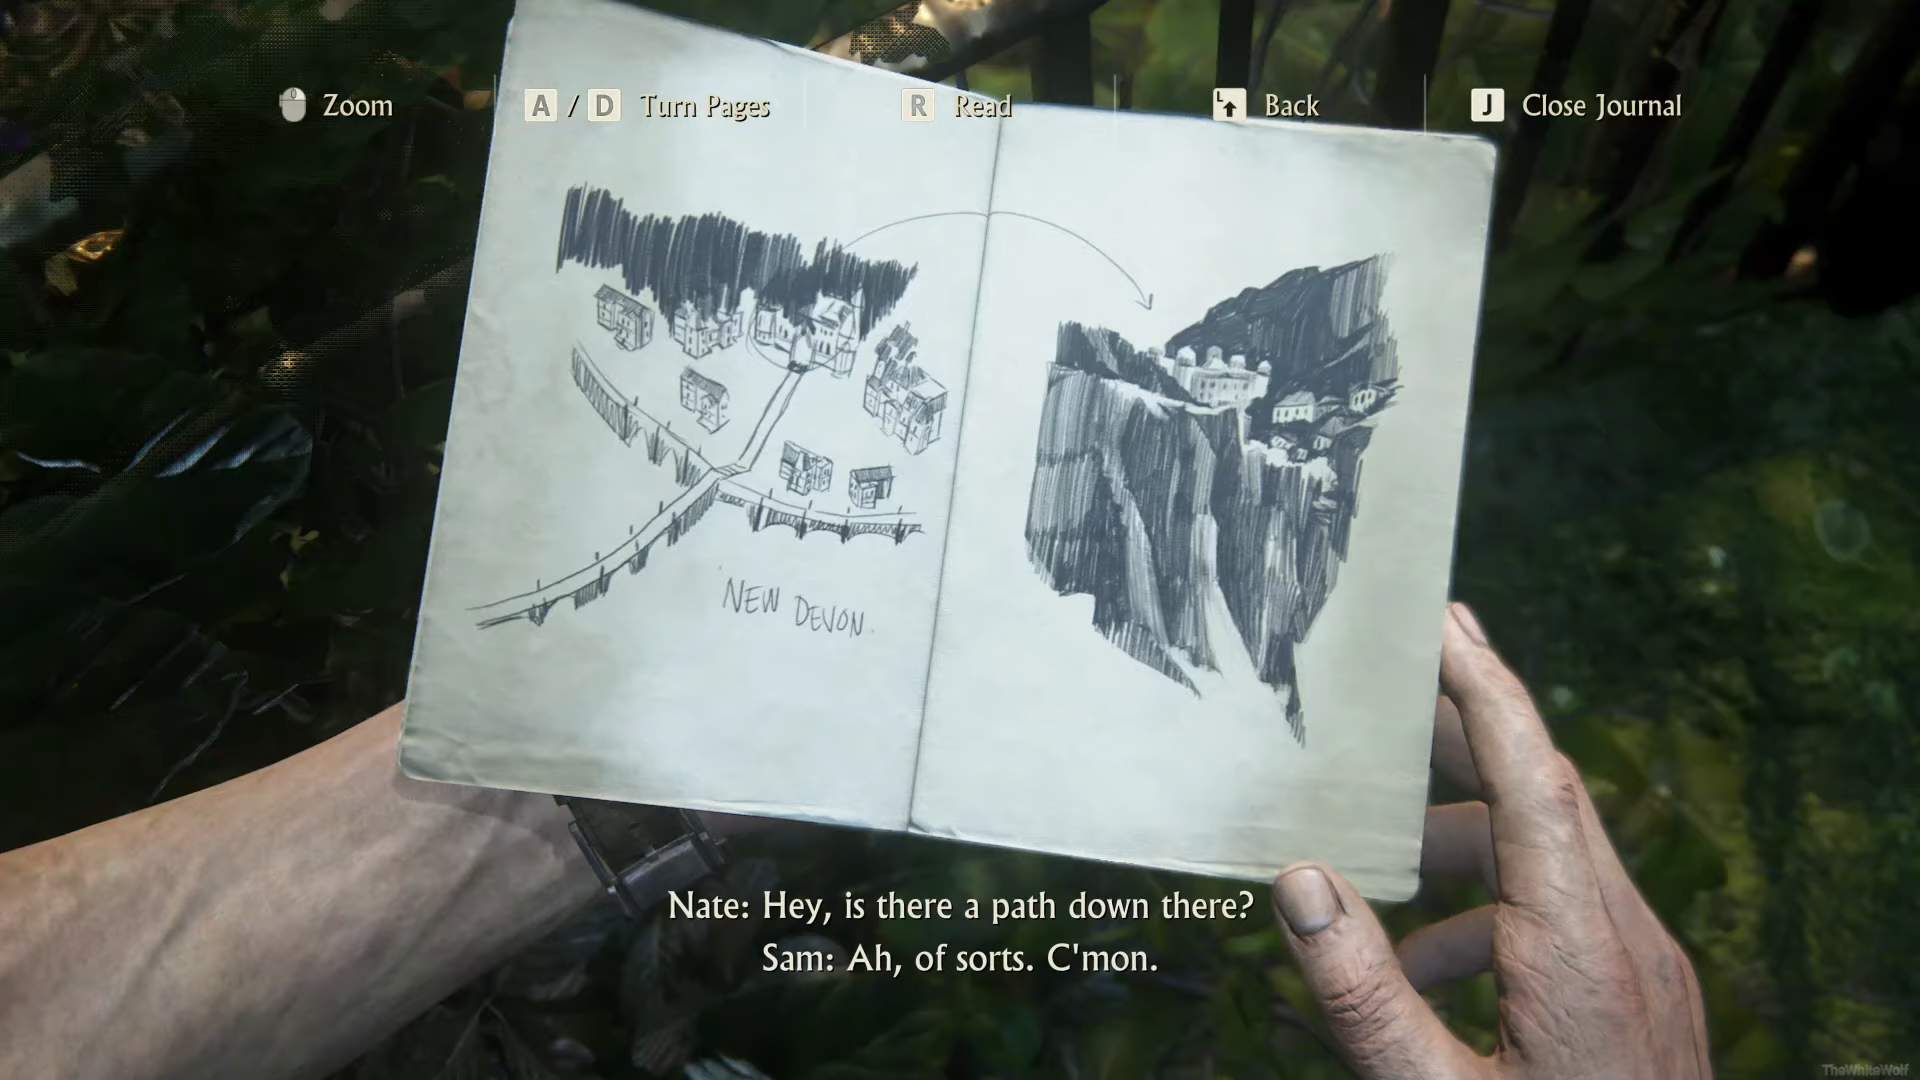 Zoom
A / D Turn Pages
R Read
L Back
J Close Journal
NEW DEVON.
Nate: Hey, is there a path down there?
Sam: Ah, of sorts. C'mon.
TheWhiteWolf